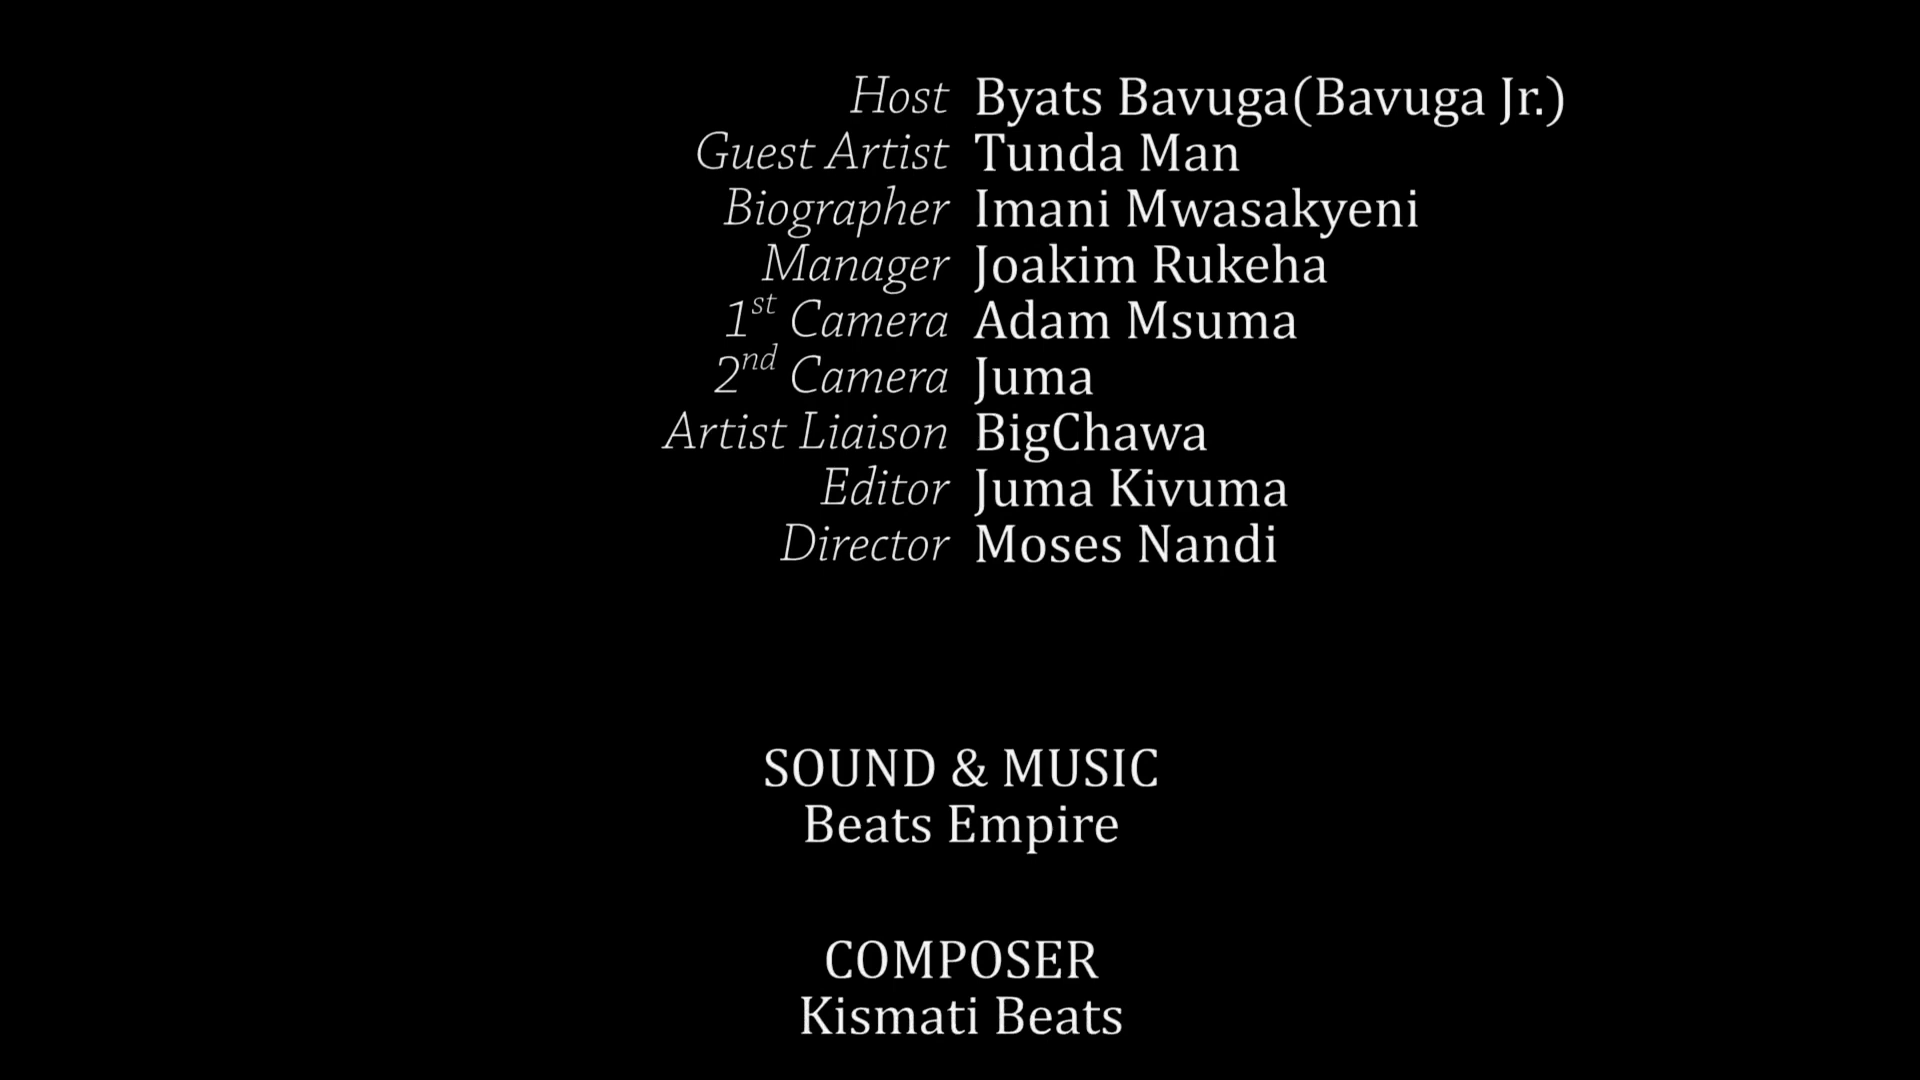 Host Byats Bavuga(Bavuga Jr.)
Guest Artist Tunda Man
Biographer Imani Mwasakyeni
Manager Joakim Rukeha
1st Camera Adam Msuma
2nd Camera Juma
Artist Liaison BigChawa
Editor Juma Kivuma
Director Moses Nandi
SOUND & MUSIC
Beats Empire
COMPOSER
Kismati Beats